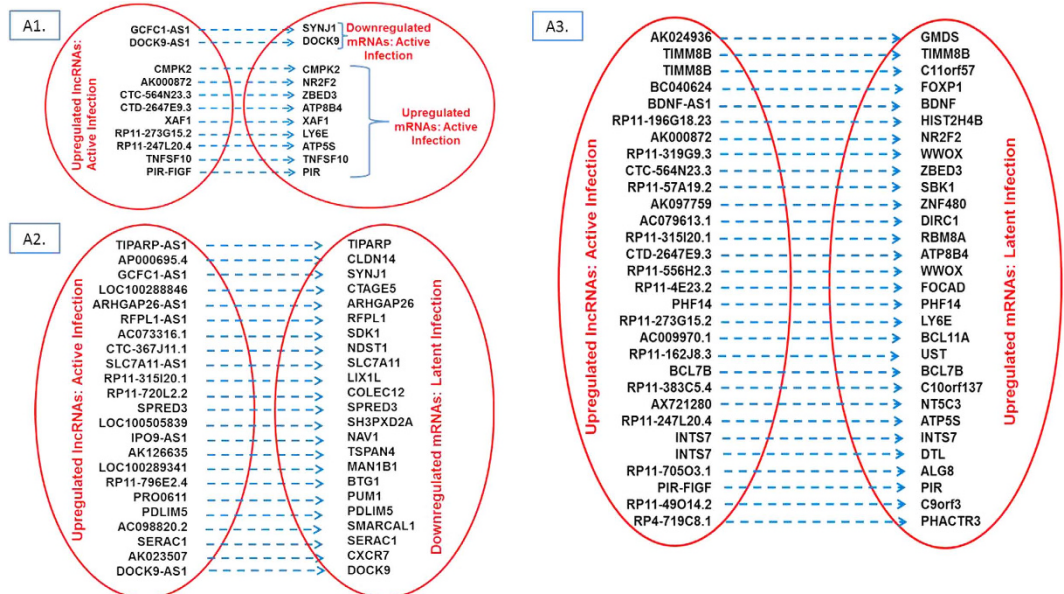 A1.
Upregulated lncRNAs:
Active Infection
GCFC1-AS1 SYNJ1
DOCK9-AS1 DOCK9
Downregulated
mRNAs: Active
Infection
CMPK2 CMPK2
AK000872 NR2F2
CTC-564N23.3 ZBED3
CTD-2647E9.3 ATP8B4
XAF1 XAF1
RP11-273G15.2 LY6E
RP11-247L20.4 ATP5S
TNFSF10 TNFSF10
PIR-FIGF PIR
Upregulated
mRNAs: Active
Infection
A2.
Upregulated lncRNAs: Active Infection
TIPARP-AS1 TIPARP
AP000695.4 CLDN14
GCFC1-AS1 SYNJ1
LOC100288846 CTAGE5
ARHGAP26-AS1 ARHGAP26
RFPL1-AS1 RFPL1
AC073316.1 SDK1
CTC-367J11.1 NDST1
SLC7A11-AS1 SLC7A11
RP11-315I20.1 LIX1L
RP11-720L2.2 COLEC12
SPRED3 SPRED3
LOC100505839 SH3PXD2A
IPO9-AS1 NAV1
AK126635 TSPAN4
LOC100289341 MAN1B1
RP11-796E2.4 BTG1
PRO0611 PUM1
PDLIM5 PDLIM5
AC098820.2 SMARCAL1
SERAC1 SERAC1
AK023507 CXCR7
DOCK9-AS1 DOCK9
Downregulated mRNAs: Latent Infection
A3.
Upregulated lncRNAs: Active Infection
AK024936 GMDS
TIMM8B TIMM8B
TIMM8B C11orf57
BC040624 FOXP1
BDNF-AS1 BDNF
RP11-196G18.23 HIST2H4B
AK000872 NR2F2
RP11-319G9.3 WWOX
CTC-564N23.3 ZBED3
RP11-57A19.2 SBK1
AK097759 ZNF480
AC079613.1 DIRC1
RP11-315I20.1 RBM8A
CTD-2647E9.3 ATP8B4
RP11-556H2.3 WWOX
RP11-4E23.2 FOCAD
PHF14 PHF14
RP11-273G15.2 LY6E
AC009970.1 BCL11A
RP11-162J8.3 UST
BCL7B BCL7B
RP11-383C5.4 C10orf137
AX721280 NT5C3
RP11-247L20.4 ATP5S
INTS7 INTS7
INTS7 DTL
RP11-705O3.1 ALG8
PIR-FIGF PIR
RP11-49O14.2 C9orf3
RP4-719C8.1 PHACTR3
Upregulated mRNAs: Latent Infection